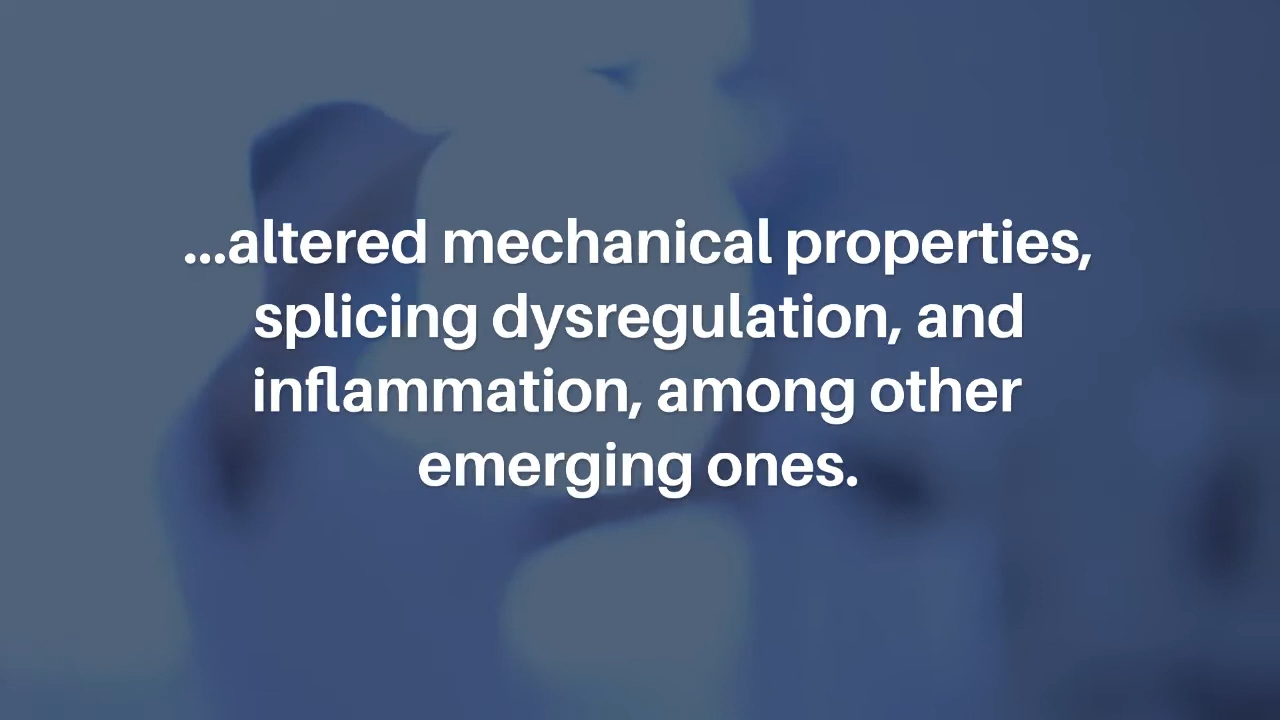 ...altered mechanical properties,
splicing dysregulation, and
inflammation, among other
emerging ones.